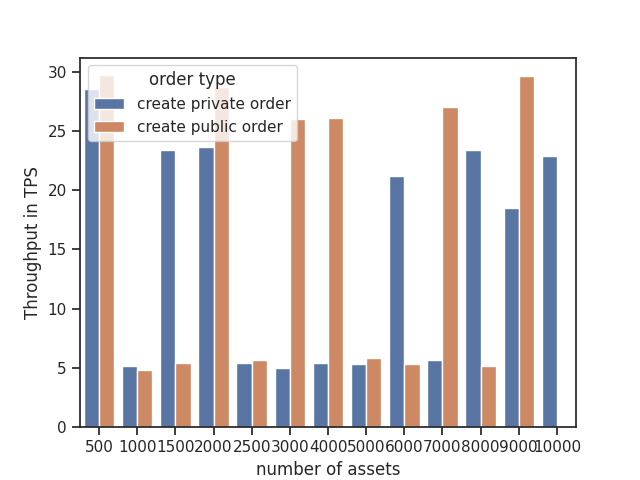 order type
create private order
create public order
30
25
20
15
10
5
0
Throughput in TPS
500 1000 1500 2000 2500 3000 4000 5000 6000 7000 8000 9000 10000
number of assets